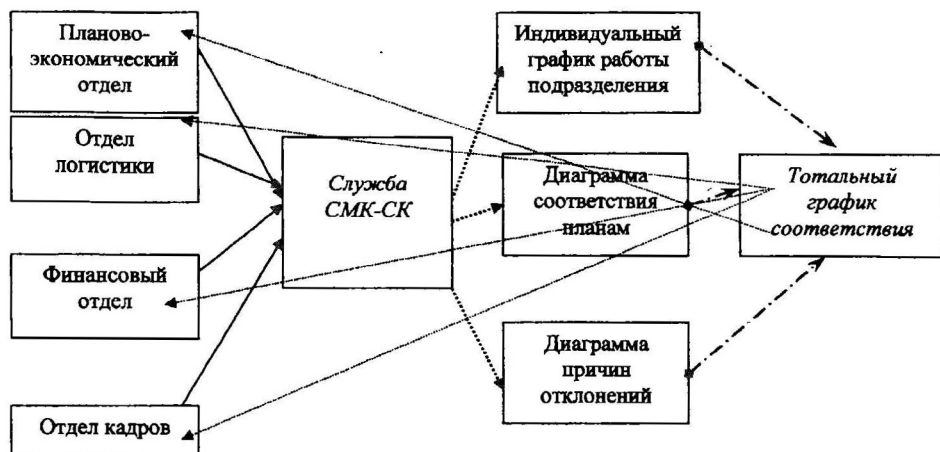 Планово-
экономический
отдел
Отдел
логистики
Финансовый
отдел
Отдел кадров
Служба
СМК-СК
Индивидуальный
график работы
подразделения
Диаграмма
соответствия
планам
Диаграмма
причин
отклонений
Тотальный
график
соответствия